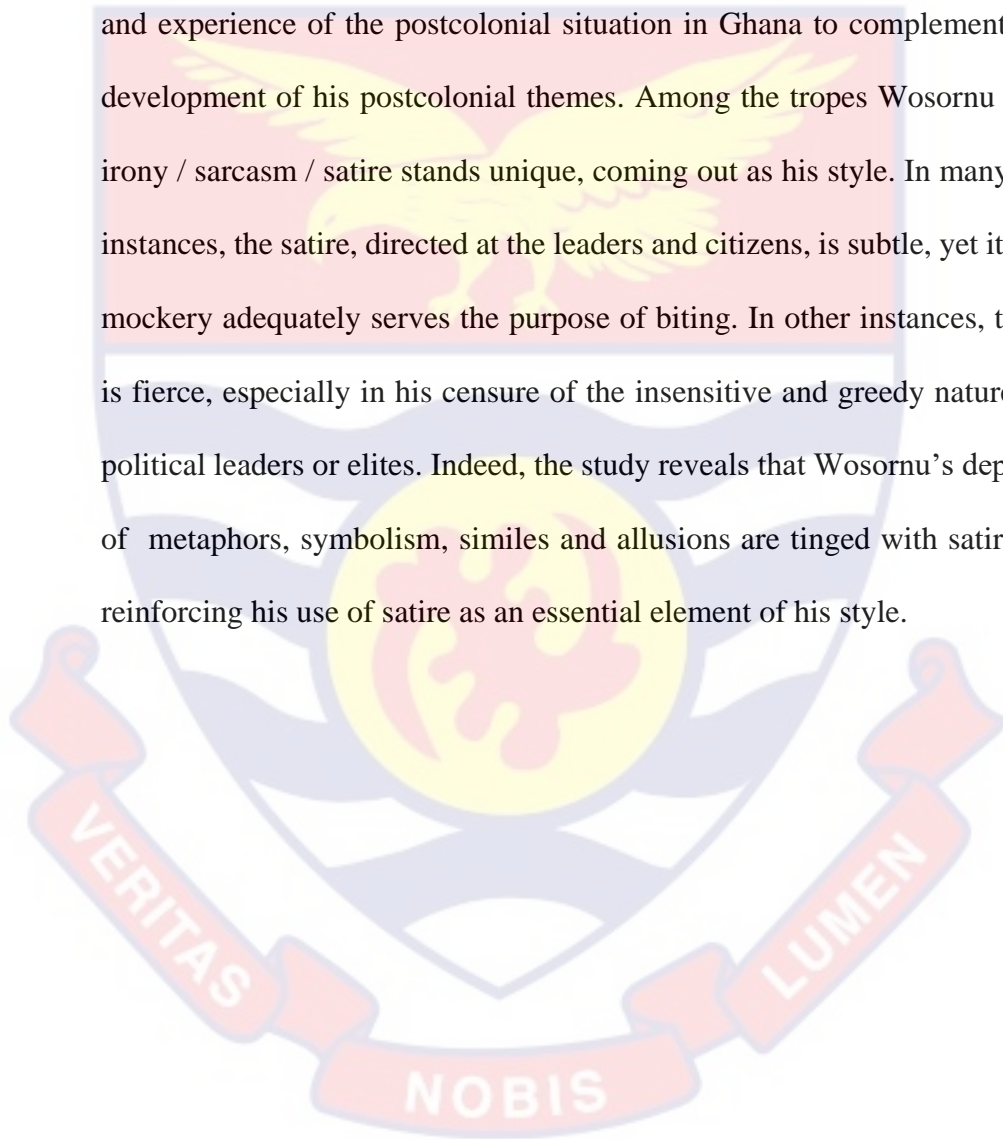 and experience of the postcolonial situation in Ghana to complement
development of his postcolonial themes. Among the tropes Wosornu
irony / sarcasm / satire stands unique, coming out as his style. In many
instances, the satire, directed at the leaders and citizens, is subtle, yet it
mockery adequately serves the purpose of biting. In other instances, t
is fierce, especially in his censure of the insensitive and greedy nature
political leaders or elites. Indeed, the study reveals that Wosornu’s dep
of metaphors, symbolism, similes and allusions are tinged with satir
reinforcing his use of satire as an essential element of his style.
VERITAS
NOBIS
LUMEN